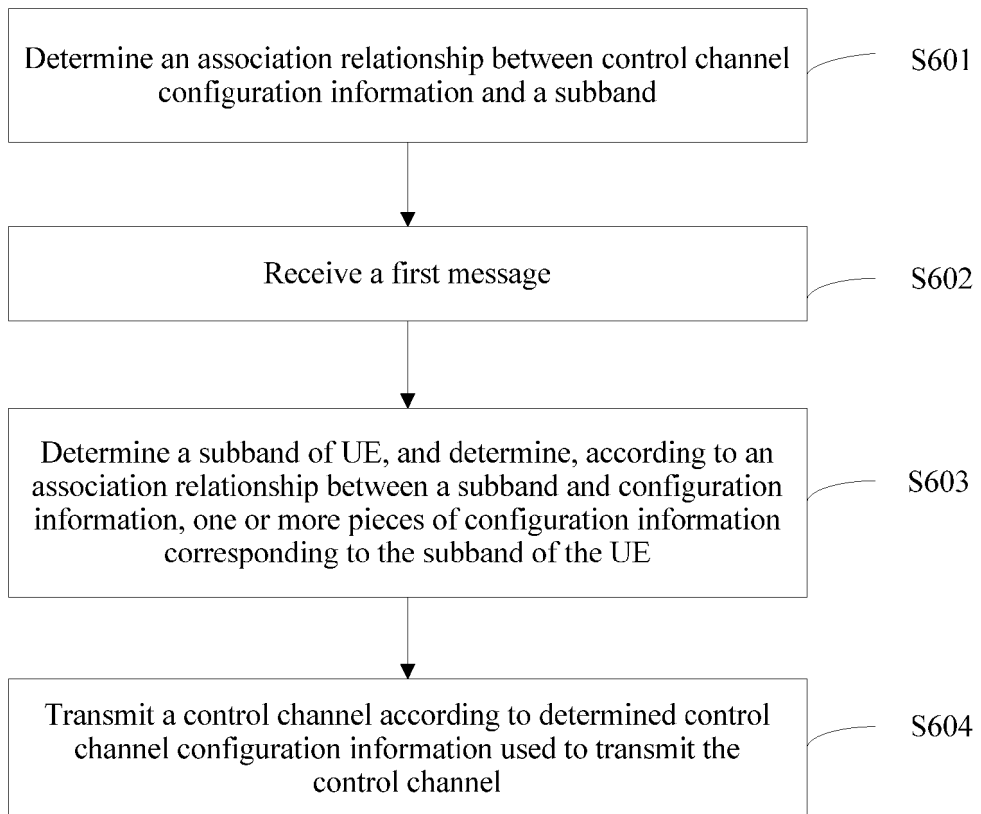 Determine an association relationship between control channel
configuration information and a subband
S601
Receive a first message
S602
Determine a subband of UE, and determine, according to an
association relationship between a subband and configuration
information, one or more pieces of configuration information
corresponding to the subband of the UE
S603
Transmit a control channel according to determined control
channel configuration information used to transmit the
control channel
S604